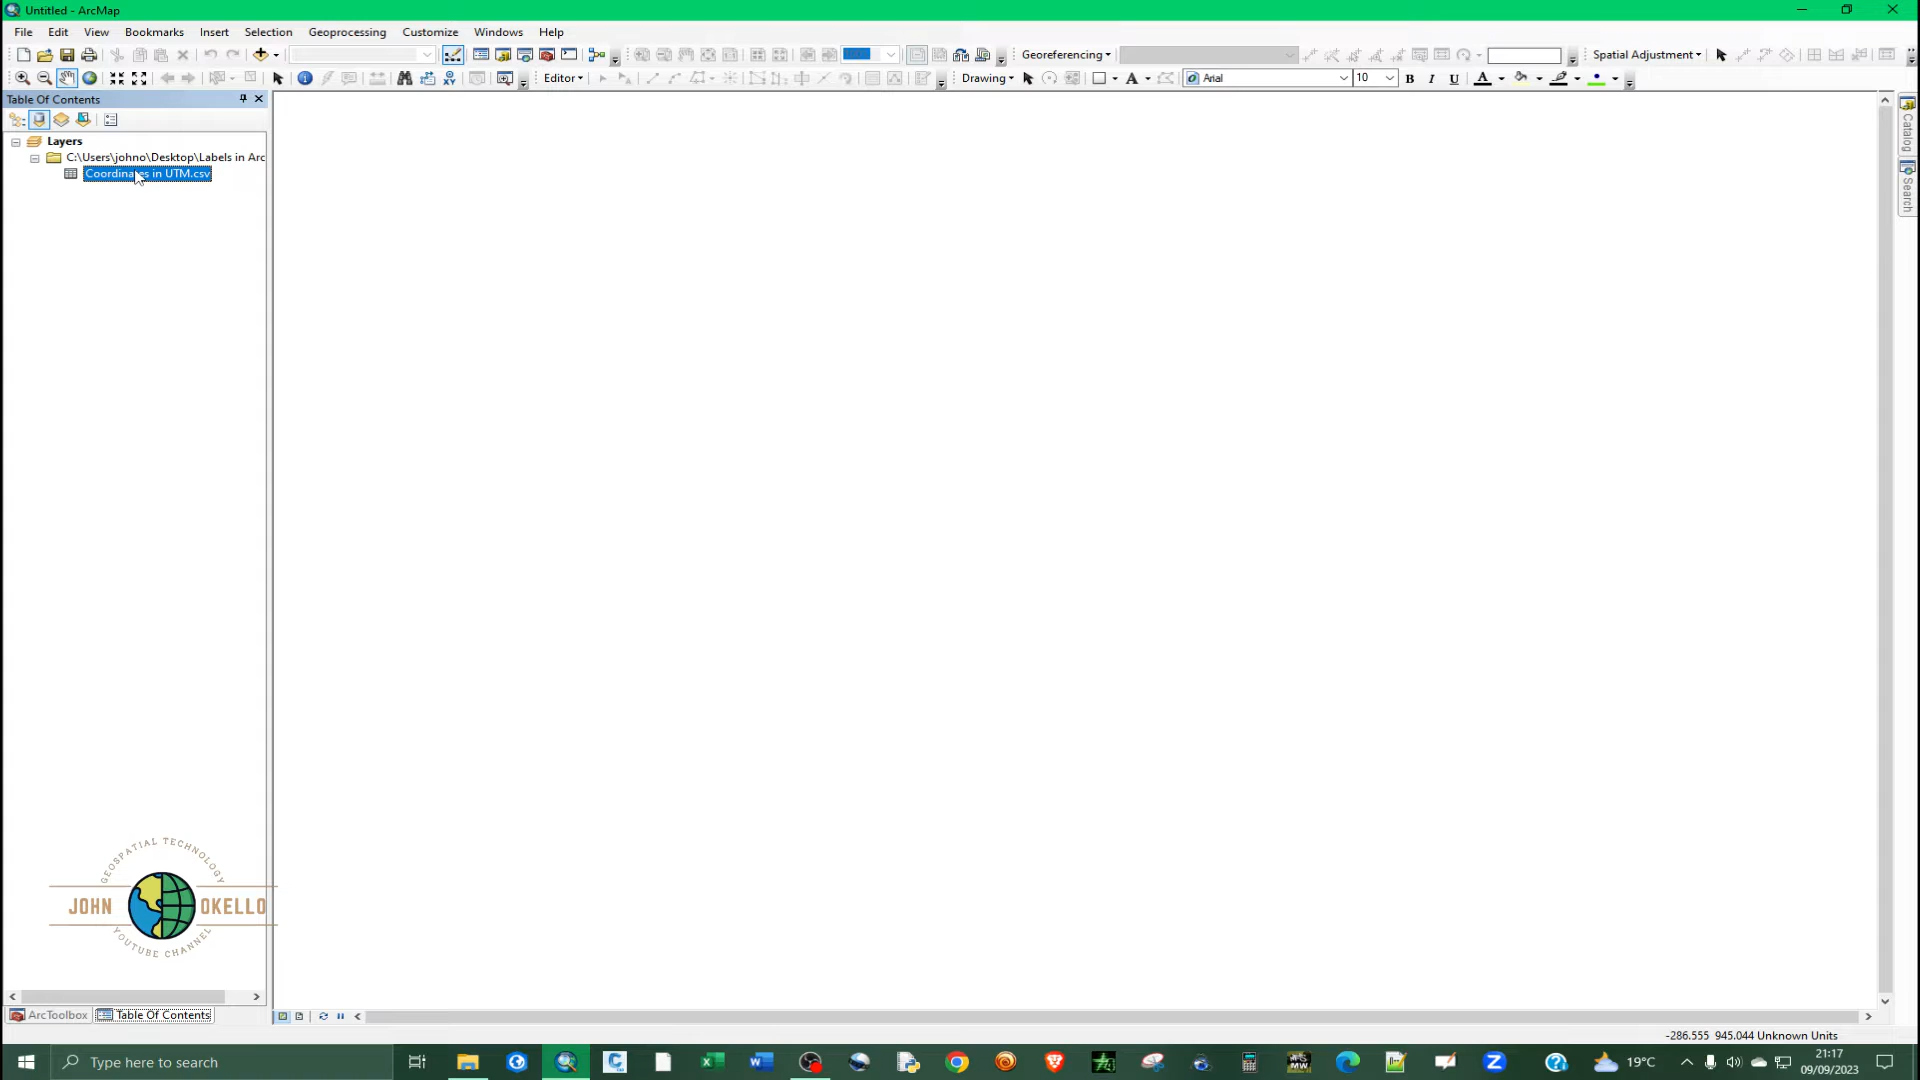 Untitled - ArcMap
File Edit View Bookmarks Insert Selection Geoprocessing Customize Windows Help
Georeferencing Spatial Adjustment
Editor Drawing Arial 10 B I U A
Table Of Contents
Layers
C:\Users\johno\Desktop\Labels in Arc
Coordinates in UTM.csv
Catalog
Search
GEOSPATIAL TECHNOLOGY
JOHN OKELLO
YOUTUBE CHANNEL
ArcToolbox Table Of Contents
-286.555 945.044 Unknown Units
Type here to search
19°C
21:17
09/09/2023